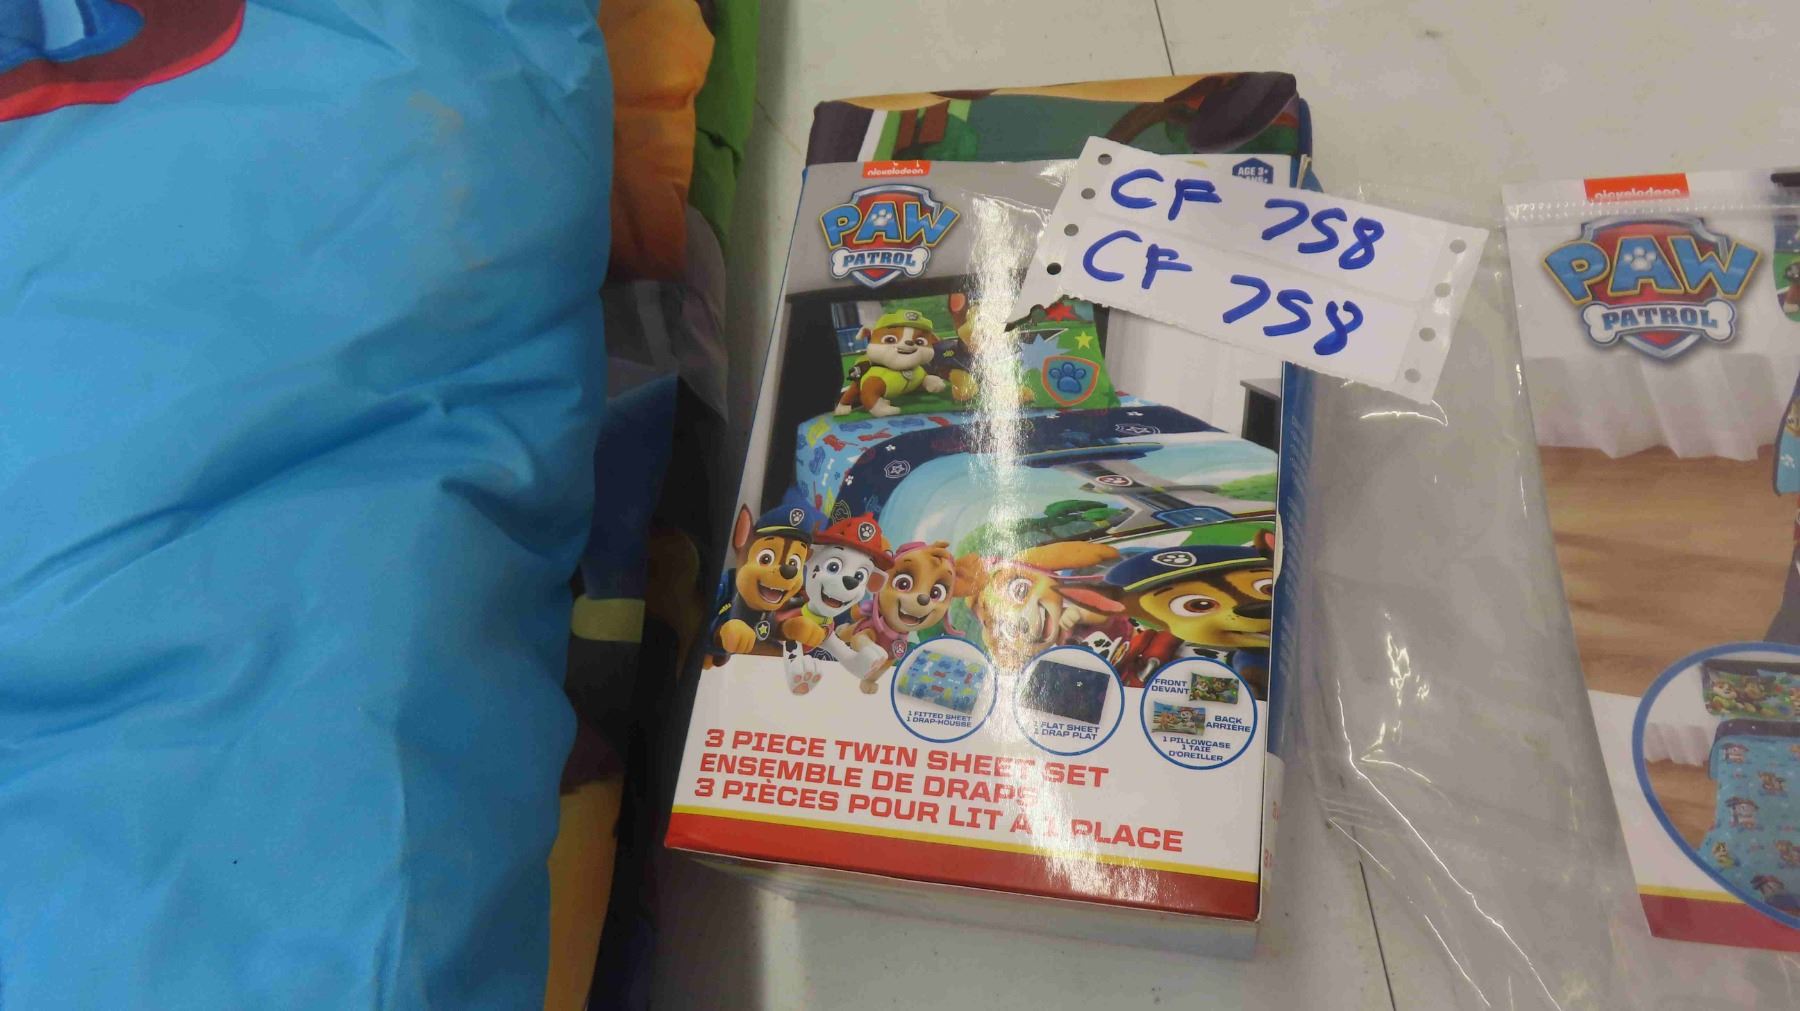 nickelodeon
PAW
PATROL
AGE 3+
CF 758
CF 758
1 FITTED SHEET
1 DRAP-HOUSSE
1 FLAT SHEET
1 DRAP PLAT
FRONT
DEVANT
BACK
ARRIÈRE
1 PILLOWCASE
1 TAIE
D'OREILLER
3 PIECE TWIN SHEET SET
ENSEMBLE DE DRAPS
3 PIÈCES POUR LIT À 1 PLACE
nickelodeon
PAW
PATROL